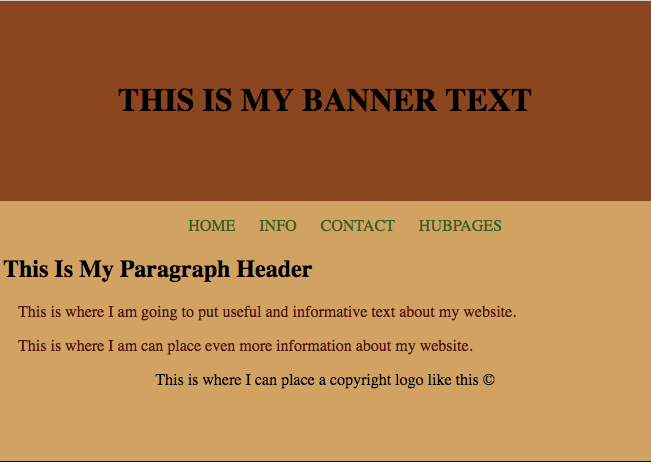 THIS IS MY BANNER TEXT
HOME INFO CONTACT HUBPAGES
This Is My Paragraph Header
This is where I am going to put useful and informative text about my website.
This is where I am can place even more information about my website.
This is where I can place a copyright logo like this ©